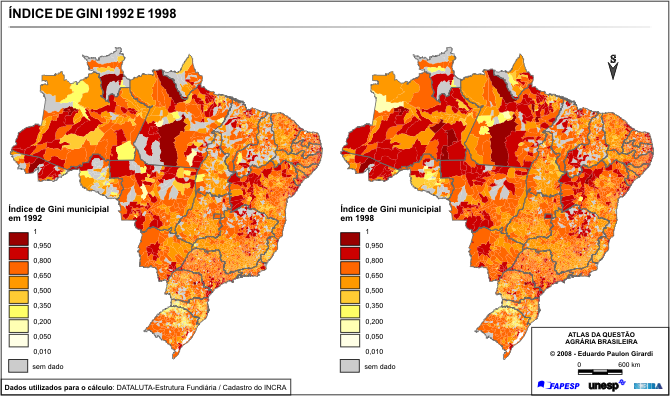 ÍNDICE DE GINI 1992 E 1998
S
Índice de Gini municipial
em 1992
1
0,950
0,800
0,650
0,500
0,350
0,200
0,050
0,010
sem dado
Índice de Gini municipial
em 1998
1
0,950
0,800
0,650
0,500
0,350
0,200
0,050
0,010
sem dado
ATLAS DA QUESTÃO
AGRÁRIA BRASILEIRA
© 2008 - Eduardo Paulon Girardi
0 600 km
FAPESP unesp NERA
Dados utilizados para o cálculo: DATALUTA-Estrutura Fundiária / Cadastro do INCRA